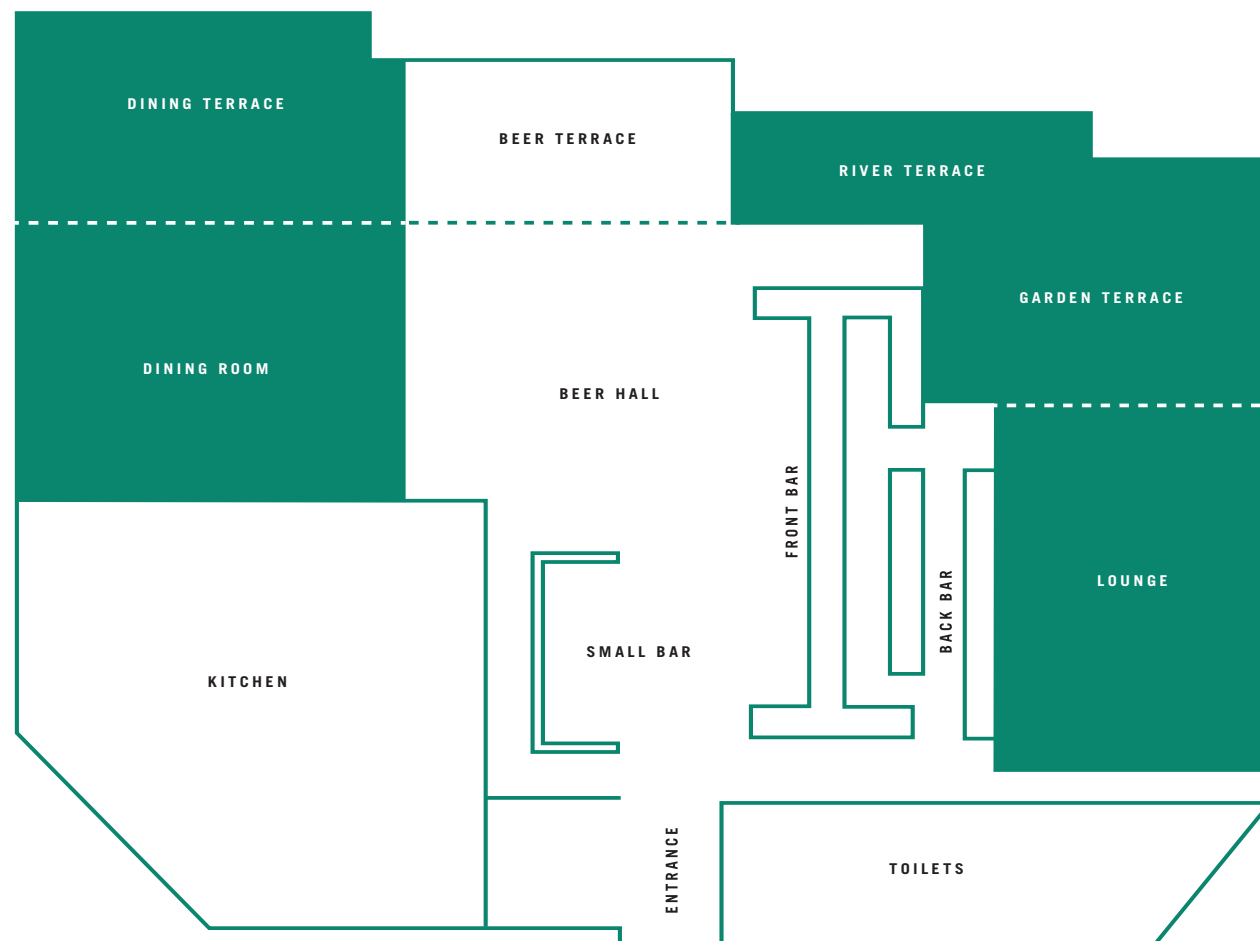 DINING TERRACE
BEER TERRACE
RIVER TERRACE
GARDEN TERRACE
DINING ROOM
BEER HALL
FRONT BAR
BACK BAR
LOUNGE
SMALL BAR
KITCHEN
ENTRANCE
TOILETS